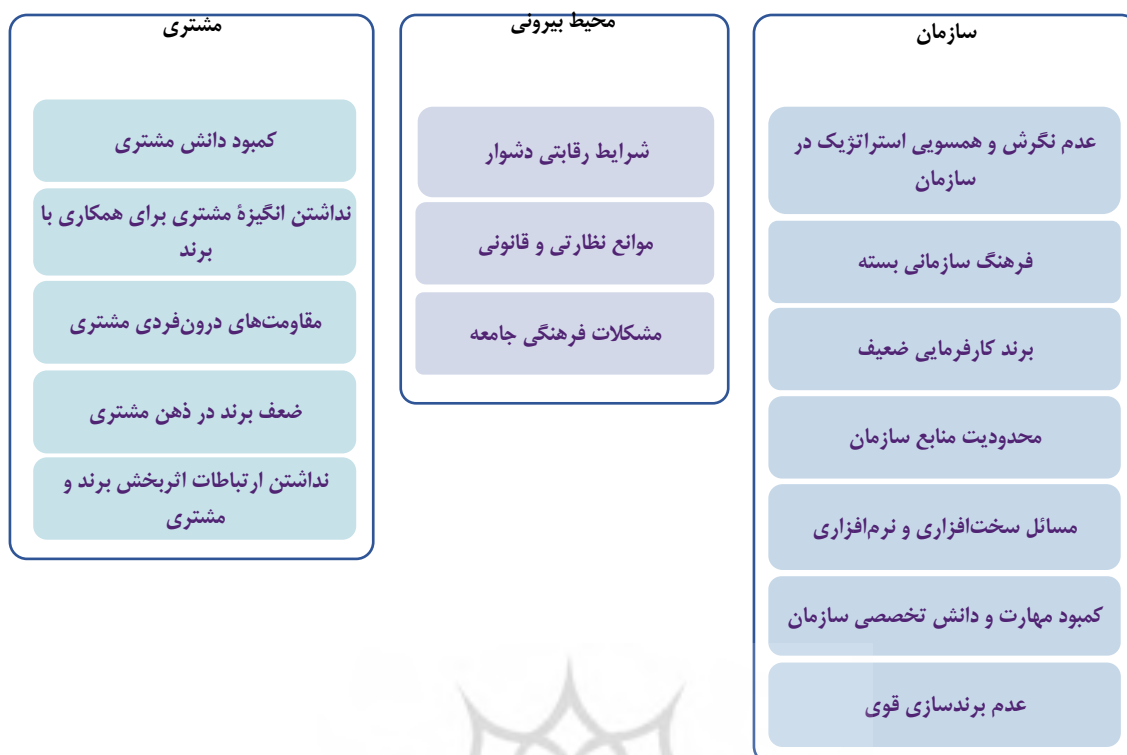 سازمان
عدم نگرش و همسویی استراتژیک در
سازمان
فرهنگ سازمانی بسته
برند کارفرمایی ضعیف
محدودیت منابع سازمان
مسائل سخت‌افزاری و نرم‌افزاری
کمبود مهارت و دانش تخصصی سازمان
عدم برندسازی قوی
محیط بیرونی
شرایط رقابتی دشوار
موانع نظارتی و قانونی
مشکلات فرهنگی جامعه
مشتری
کمبود دانش مشتری
نداشتن انگیزهٔ مشتری برای همکاری با
برند
مقاومت‌های درون‌فردی مشتری
ضعف برند در ذهن مشتری
نداشتن ارتباطات اثربخش برند و
مشتری